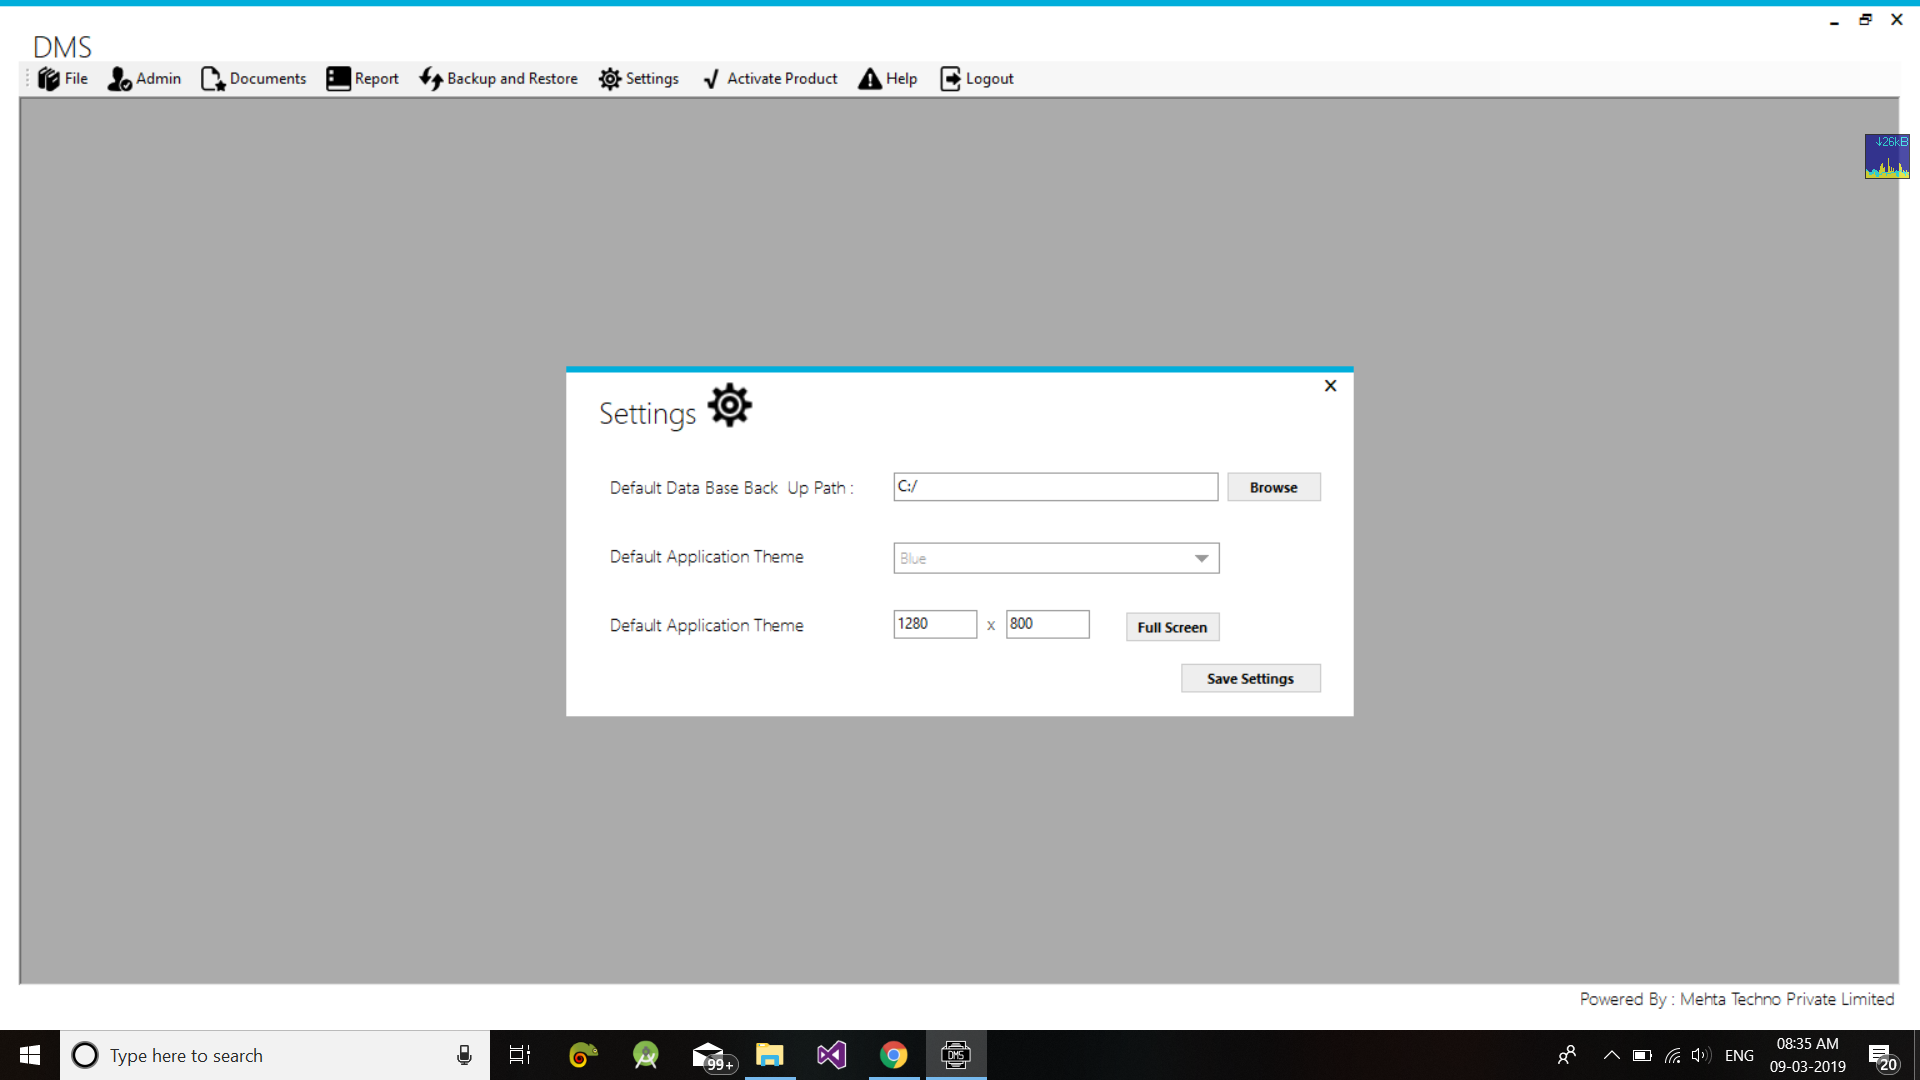 DMS
File Admin Documents Report Backup and Restore Settings Activate Product Help Logout
↓26kB
Settings
Default Data Base Back Up Path : C:/ Browse
Default Application Theme Blue
Default Application Theme 1280 x 800 Full Screen
Save Settings
Powered By : Mehta Techno Private Limited
Type here to search 99+ DMS ENG 08:35 AM 20
09-03-2019